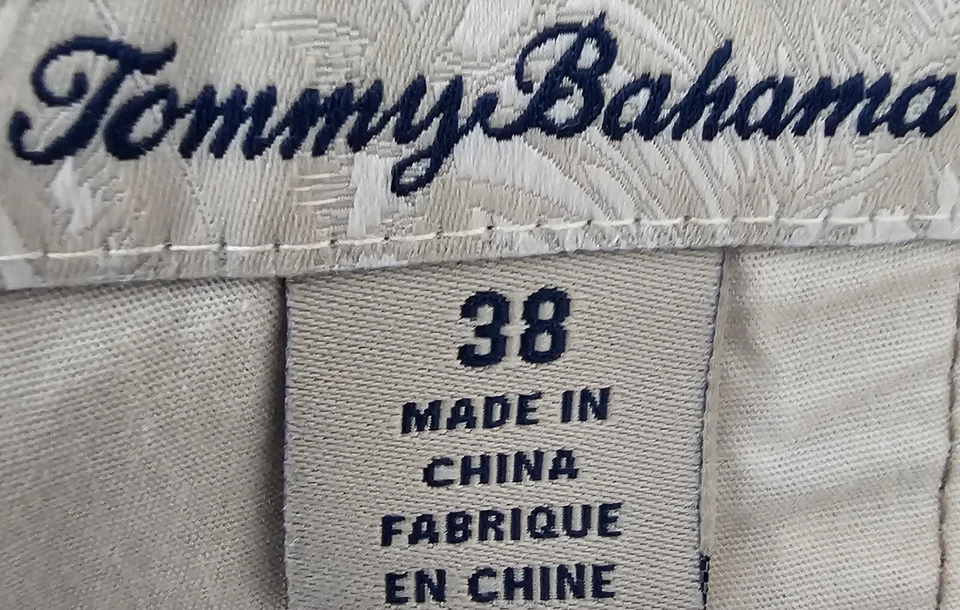 Tommy Bahama
38
MADE IN
CHINA
FABRIQUE
EN CHINE